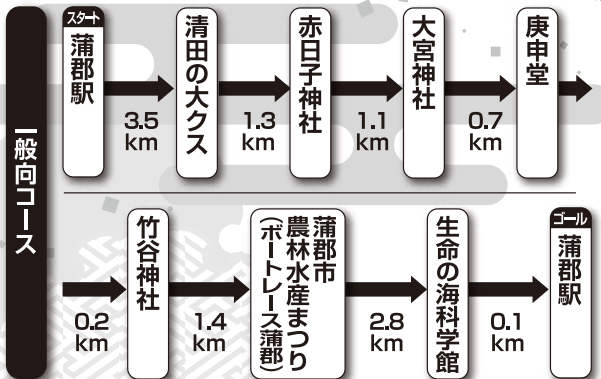 一般向コース
スタート
蒲郡駅
3.5
km
清田の大クス
1.3
km
赤日子神社
1.1
km
大宮神社
0.7
km
庚申堂
0.2
km
竹谷神社
1.4
km
蒲郡市
農林水産まつり
(ボートレース蒲郡)
2.8
km
生命の海科学館
0.1
km
ゴール
蒲郡駅